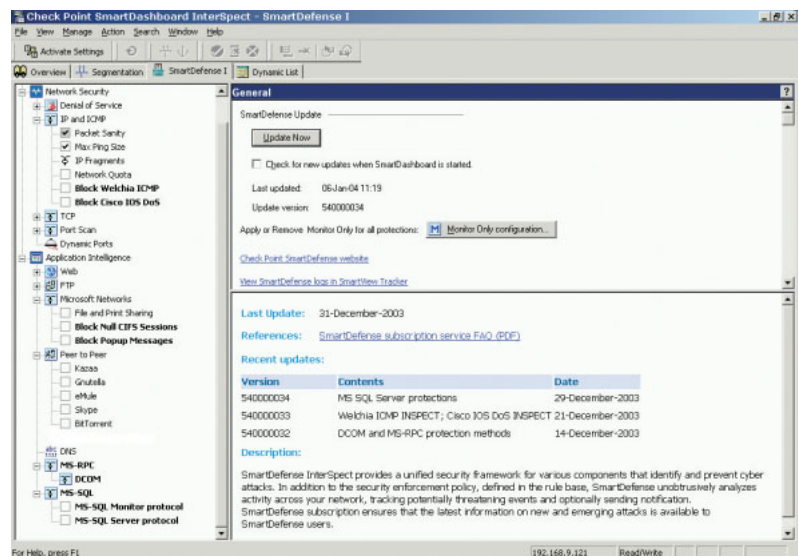 Check Point SmartDashboard InterSpect - SmartDefense I
File View Manage Action Search Window Help
Activate Settings
Overview Segmentation SmartDefense I Dynamic List
Network Security
Denial of Service
IP and ICMP
Packet Sanity
Max Ping Size
IP Fragments
Network Quota
Block Welchia ICMP
Block Cisco IOS DoS
TCP
Port Scan
Dynamic Ports
Application Intelligence
Web
FTP
Microsoft Networks
File and Print Sharing
Block Null CIFS Sessions
Block Popup Messages
Peer to Peer
Kazaa
Gnutella
eMule
Skype
BitTorrent
DNS
MS-RPC
DCOM
MS-SQL
MS-SQL Monitor protocol
MS-SQL Server protocol
General
SmartDefense Update
Update Now
Check for new updates when SmartDashboard is started.
Last updated: 06-Jan-04 11:19
Update version: 540000034
Apply or Remove Monitor Only for all protections: M Monitor Only configuration...
Check Point SmartDefense website
View SmartDefense logs in SmartView Tracker
Last Update: 31-December-2003
References: SmartDefense subscription service FAQ (PDF)
Recent updates:
Version Contents Date
540000034 MS SQL Server protections 29-December-2003
540000033 Welchia ICMP INSPECT; Cisco IOS DoS INSPECT 21-December-2003
540000032 DCOM and MS-RPC protection methods 14-December-2003
Description:
SmartDefense InterSpect provides a unified security framework for various components that identify and prevent cyber
attacks. In addition to the security enforcement policy, defined in the rule base, SmartDefense unobtrusively analyzes
activity across your network, tracking potentially threatening events and optionally sending notification.
SmartDefense subscription ensures that the latest information on new and emerging attacks is available to
SmartDefense users.
For Help, press F1 192.168.9.121 Read/Write